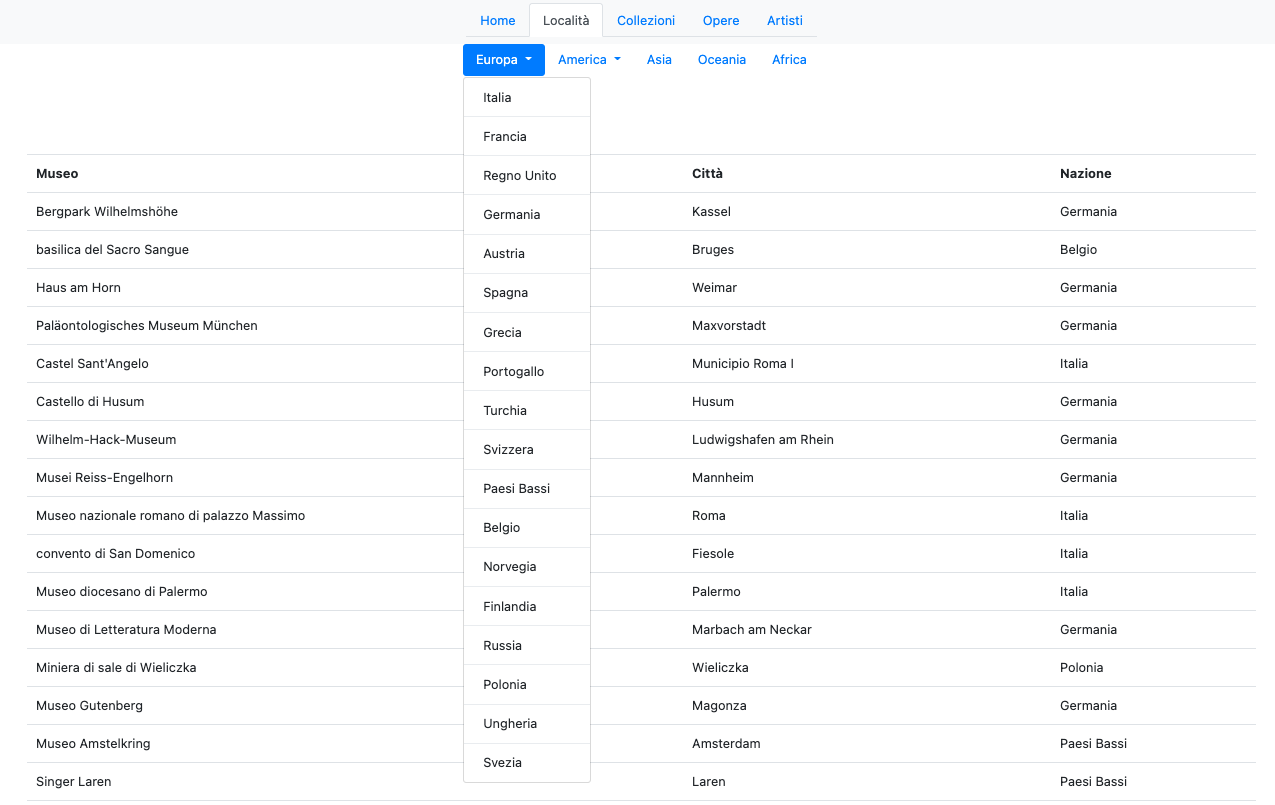 Home Località Collezioni Opere Artisti
Europa America Asia Oceania Africa
Italia
Francia
Regno Unito
Germania
Austria
Spagna
Grecia
Portogallo
Turchia
Svizzera
Paesi Bassi
Belgio
Norvegia
Finlandia
Russia
Polonia
Ungheria
Svezia
Museo Città Nazione
Bergpark Wilhelmshöhe Kassel Germania
basilica del Sacro Sangue Bruges Belgio
Haus am Horn Weimar Germania
Paläontologisches Museum München Maxvorstadt Germania
Castel Sant'Angelo Municipio Roma I Italia
Castello di Husum Husum Germania
Wilhelm-Hack-Museum Ludwigshafen am Rhein Germania
Musei Reiss-Engelhorn Mannheim Germania
Museo nazionale romano di palazzo Massimo Roma Italia
convento di San Domenico Fiesole Italia
Museo diocesano di Palermo Palermo Italia
Museo di Letteratura Moderna Marbach am Neckar Germania
Miniera di sale di Wieliczka Wieliczka Polonia
Museo Gutenberg Magonza Germania
Museo Amstelkring Amsterdam Paesi Bassi
Singer Laren Laren Paesi Bassi